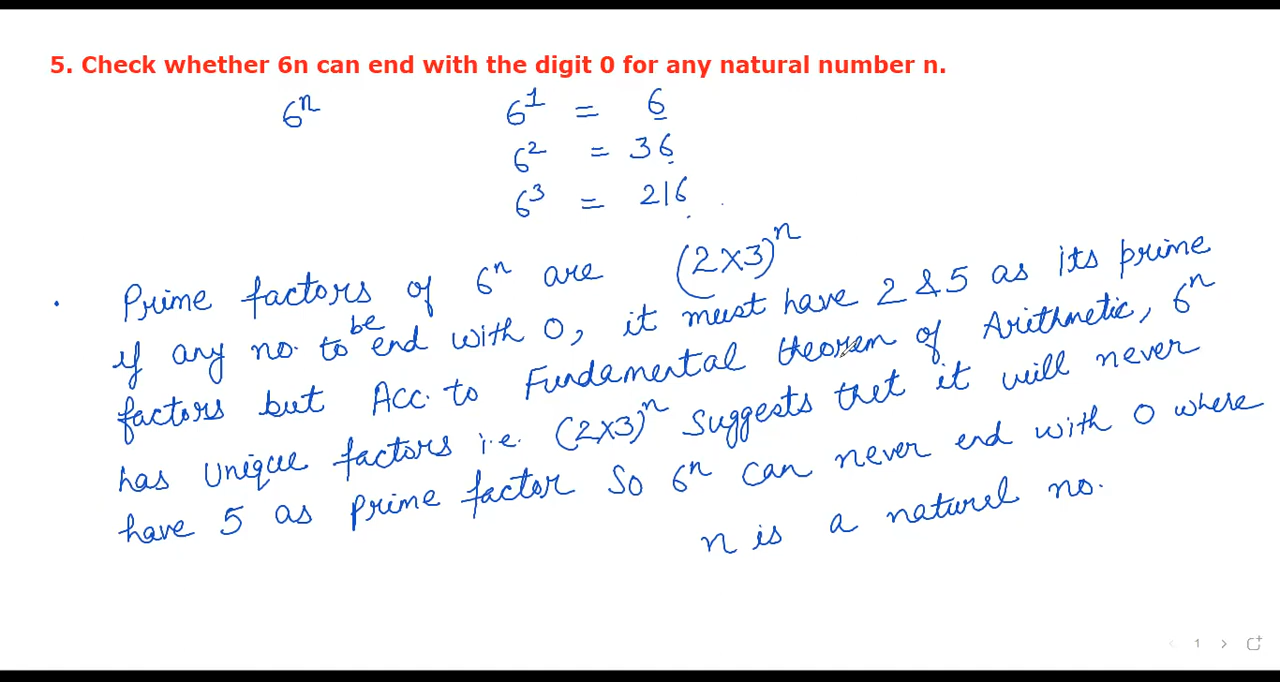 5. Check whether 6n can end with the digit 0 for any natural number n.
6ⁿ 6¹ = 6
6² = 36
6³ = 216
. Prime factors of 6ⁿ are (2×3)ⁿ
if any no. to be end with 0, it must have 2 & 5 as its prime
factors but Acc. to Fundamental theorem of Arithmetic, 6ⁿ
has unique factors i.e. (2×3)ⁿ suggests that it will never
have 5 as prime factor So 6ⁿ can never end with 0 where
n is a natural no.
1